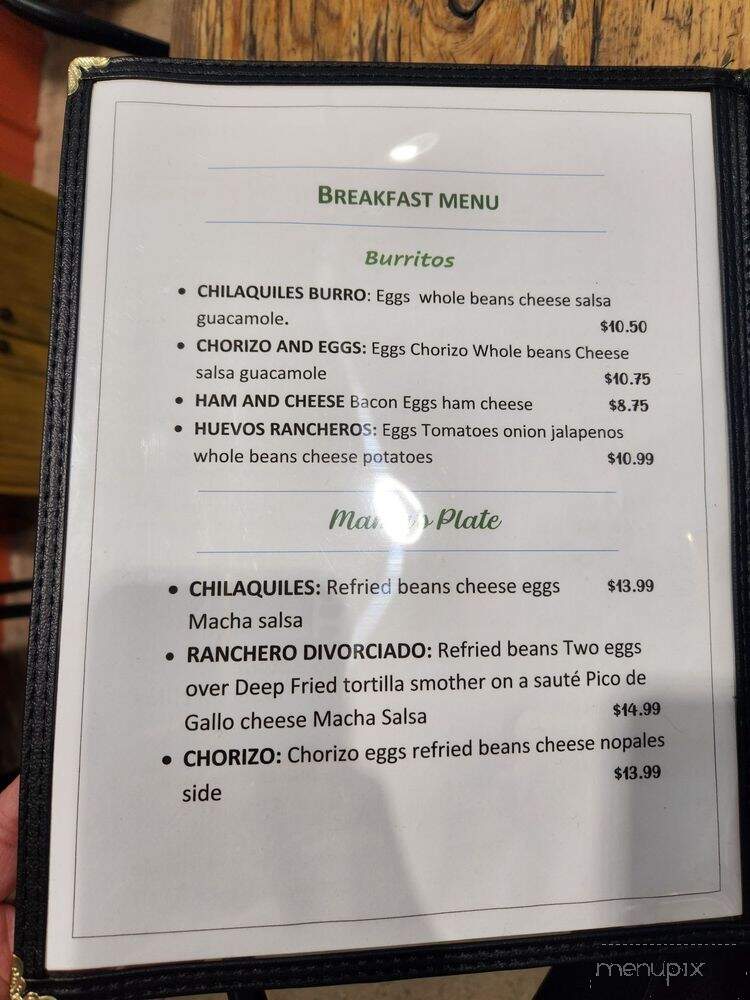 BREAKFAST MENU
Burritos
• CHILAQUILES BURRO: Eggs whole beans cheese salsa
guacamole. $10.50
• CHORIZO AND EGGS: Eggs Chorizo Whole beans Cheese
salsa guacamole $10.75
• HAM AND CHEESE Bacon Eggs ham cheese $8.75
• HUEVOS RANCHEROS: Eggs Tomatoes onion jalapenos
whole beans cheese potatoes $10.99
Plate
• CHILAQUILES: Refried beans cheese eggs $13.99
Macha salsa
• RANCHERO DIVORCIADO: Refried beans Two eggs
over Deep Fried tortilla smother on a sauté Pico de
Gallo cheese Macha Salsa $14.99
• CHORIZO: Chorizo eggs refried beans cheese nopales
side $13.99
menupix